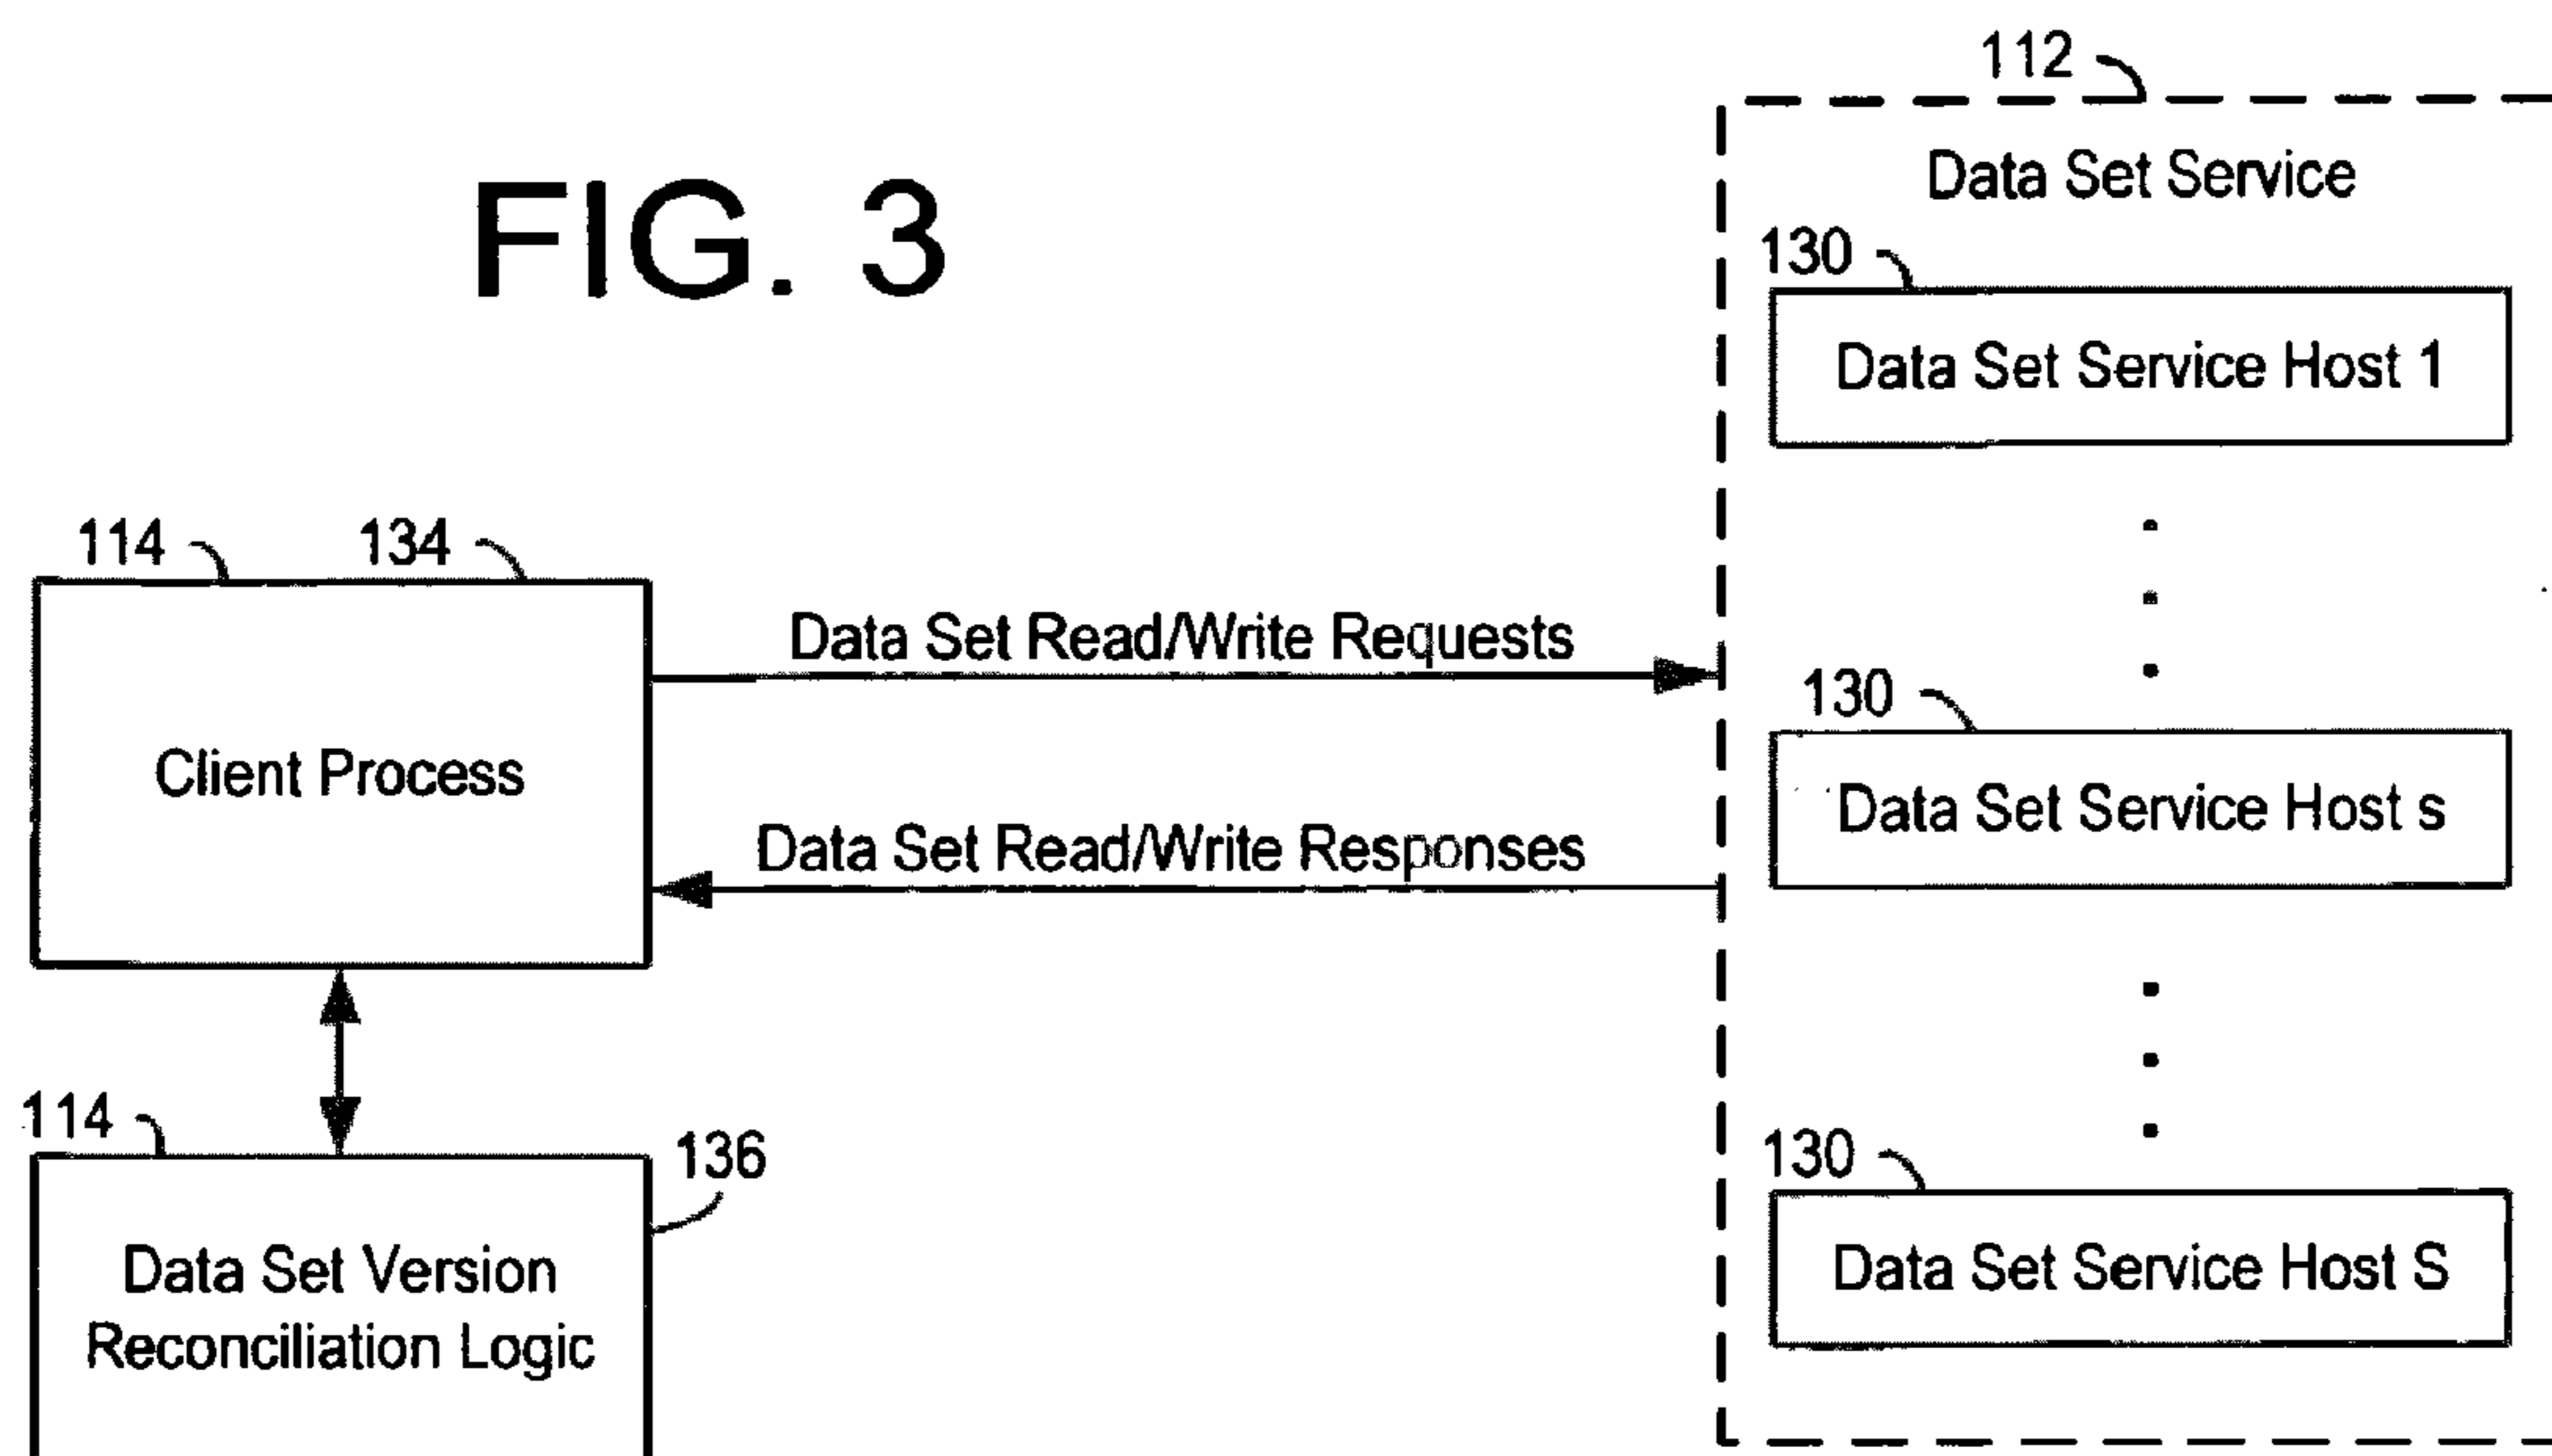 FIG. 3
112
Data Set Service
130
Data Set Service Host 1
114
134
Client Process
Data Set Read/Write Requests
Data Set Read/Write Responses
130
Data Set Service Host s
114
136
Data Set Version
Reconciliation Logic
130
Data Set Service Host S